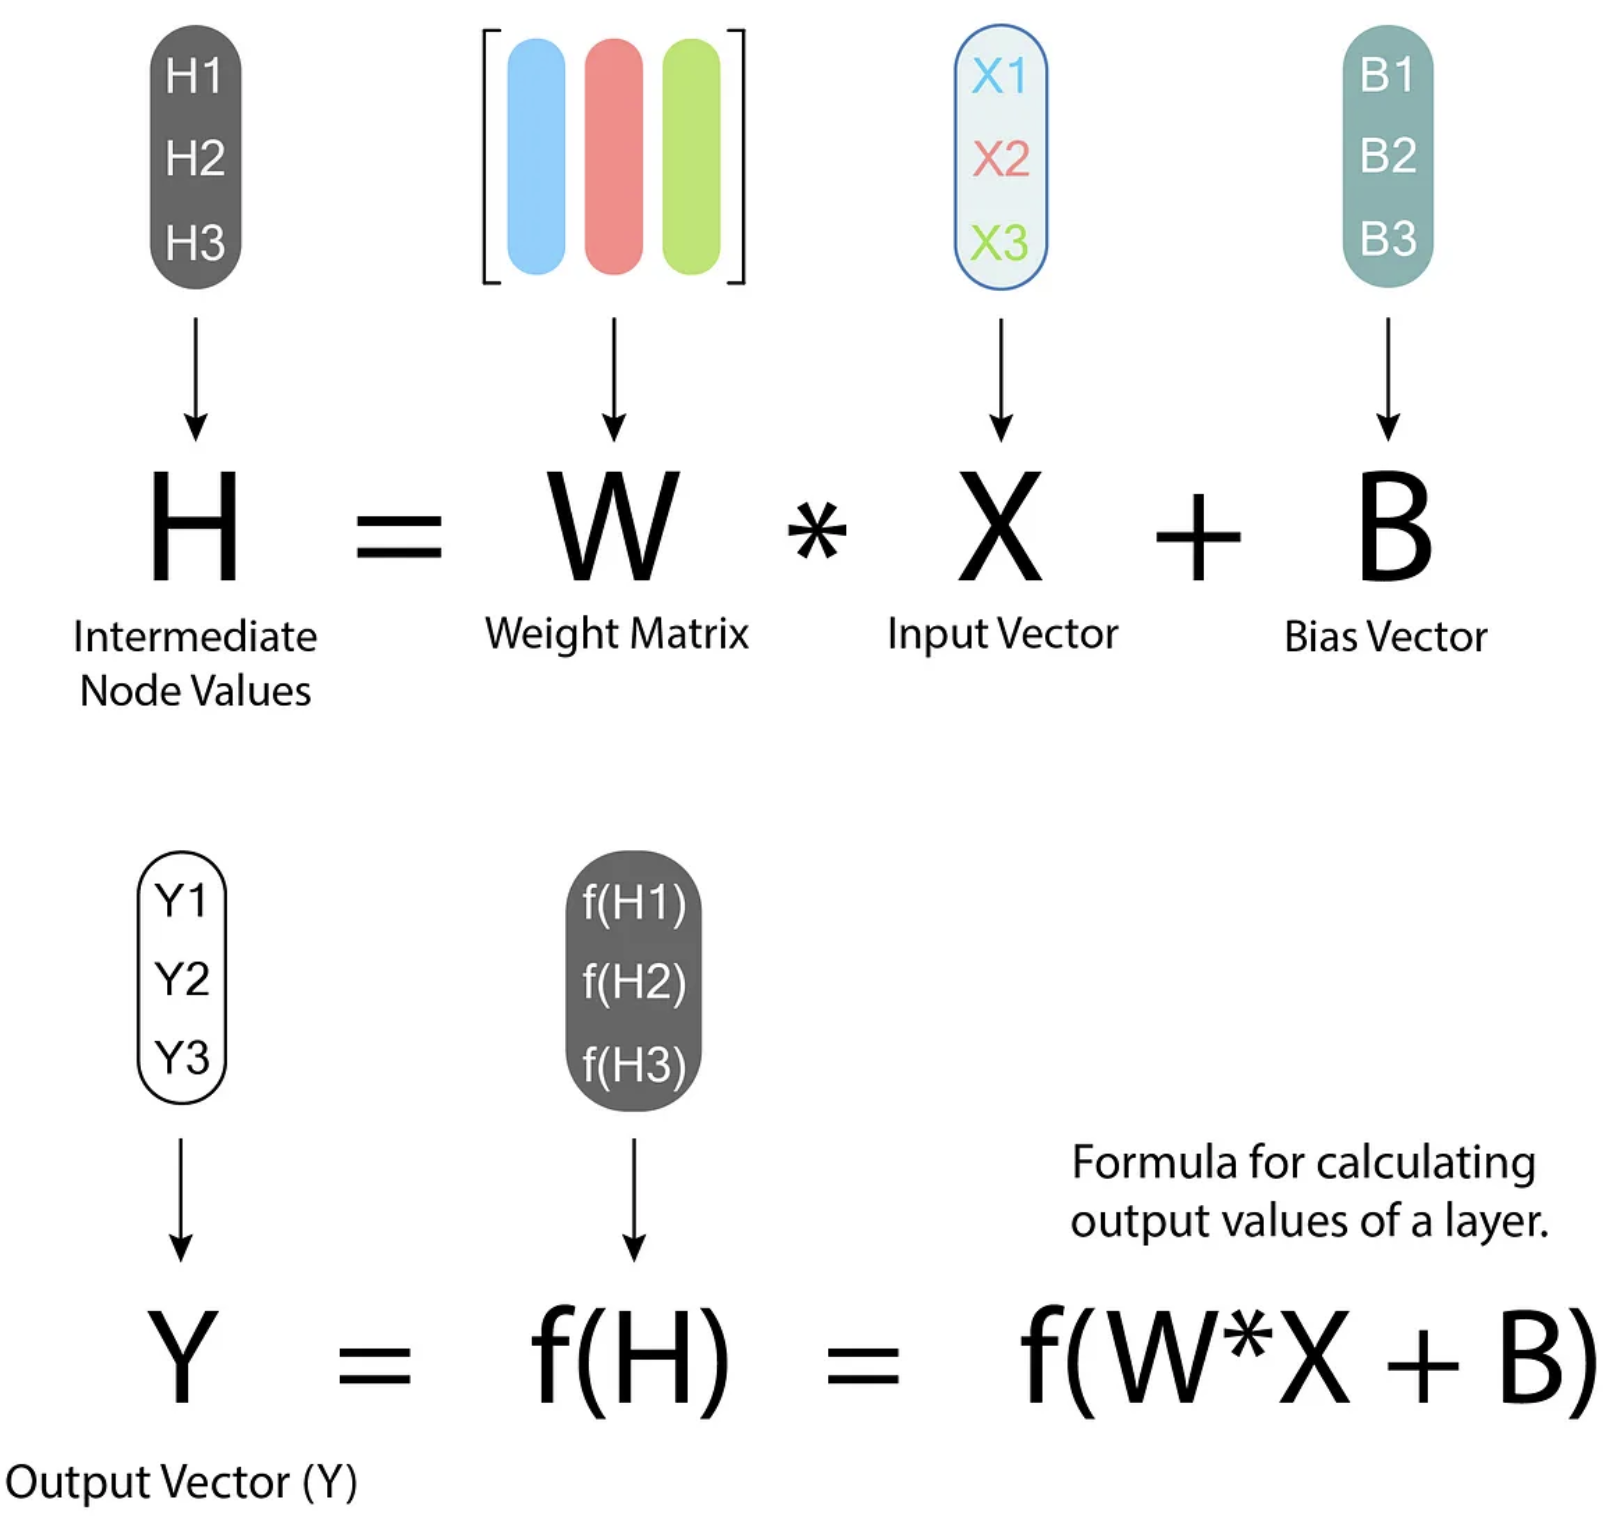 H1
H2
H3
X1
X2
X3
B1
B2
B3
H = W * X + B
Intermediate
Node Values
Weight Matrix
Input Vector
Bias Vector
Y1
Y2
Y3
f(H1)
f(H2)
f(H3)
Formula for calculating
output values of a layer.
Y = f(H) = f(W*X + B)
Output Vector (Y)